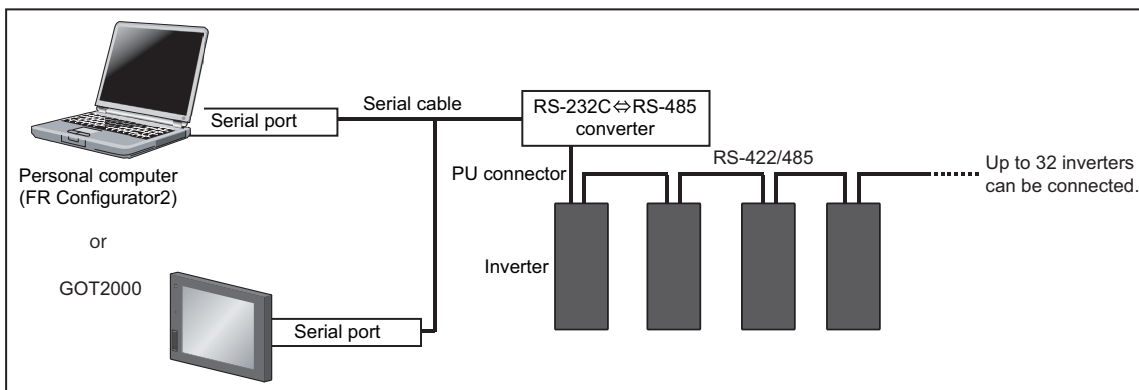 Serial port
Serial cable
RS-232C⇔RS-485
converter
RS-422/485
PU connector
Up to 32 inverters
can be connected.
Personal computer
(FR Configurator2)
or
GOT2000
Inverter
Serial port